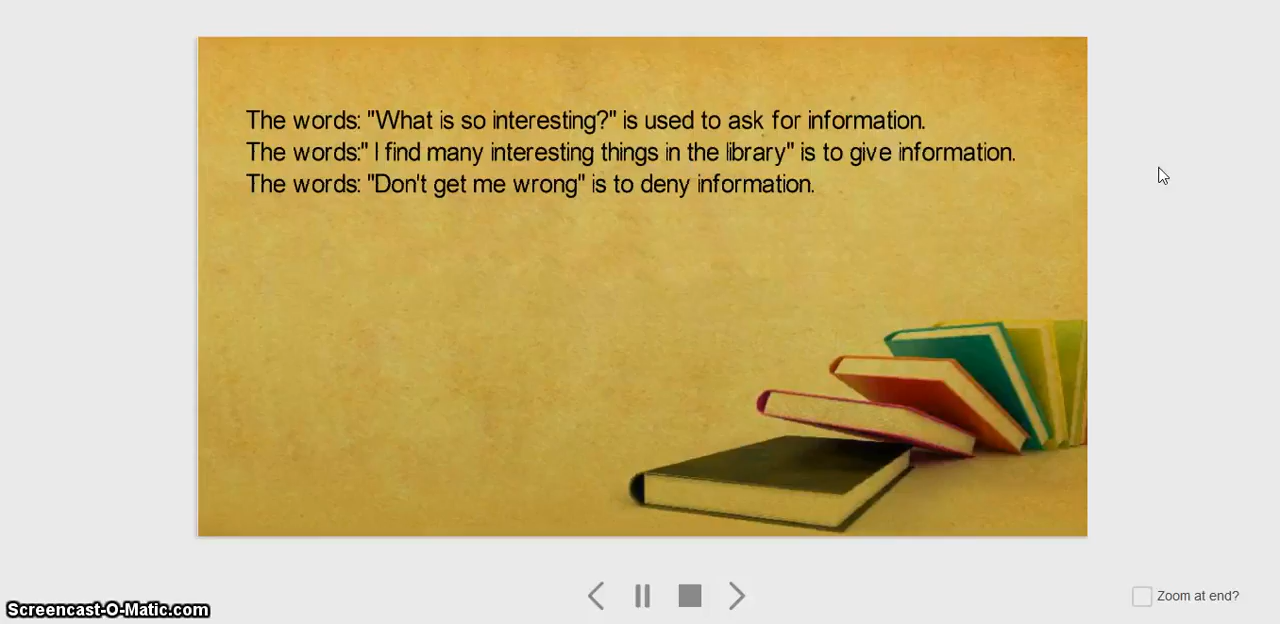 The words: "What is so interesting?" is used to ask for information.
The words:" I find many interesting things in the library" is to give information.
The words: "Don't get me wrong" is to deny information.
Zoom at end?
Screencast-O-Matic.com